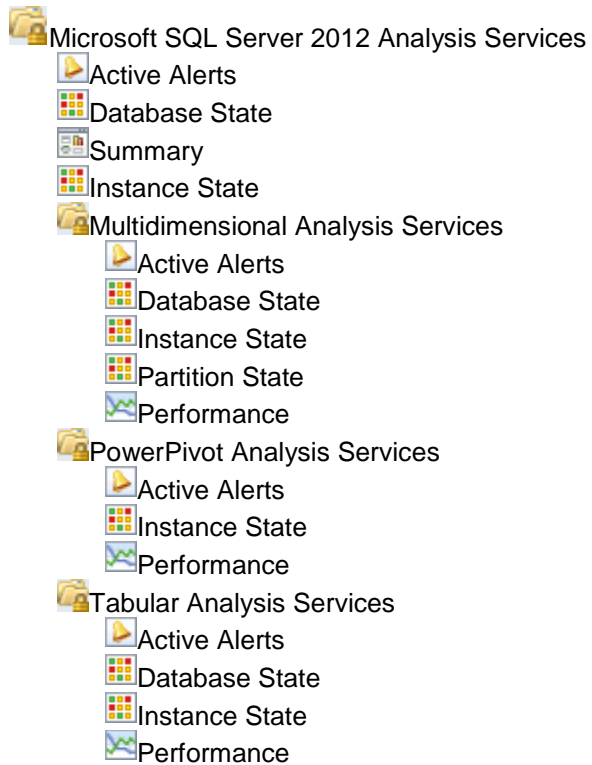 Microsoft SQL Server 2012 Analysis Services
Active Alerts
Database State
Summary
Instance State
Multidimensional Analysis Services
Active Alerts
Database State
Instance State
Partition State
Performance
PowerPivot Analysis Services
Active Alerts
Instance State
Performance
Tabular Analysis Services
Active Alerts
Database State
Instance State
Performance